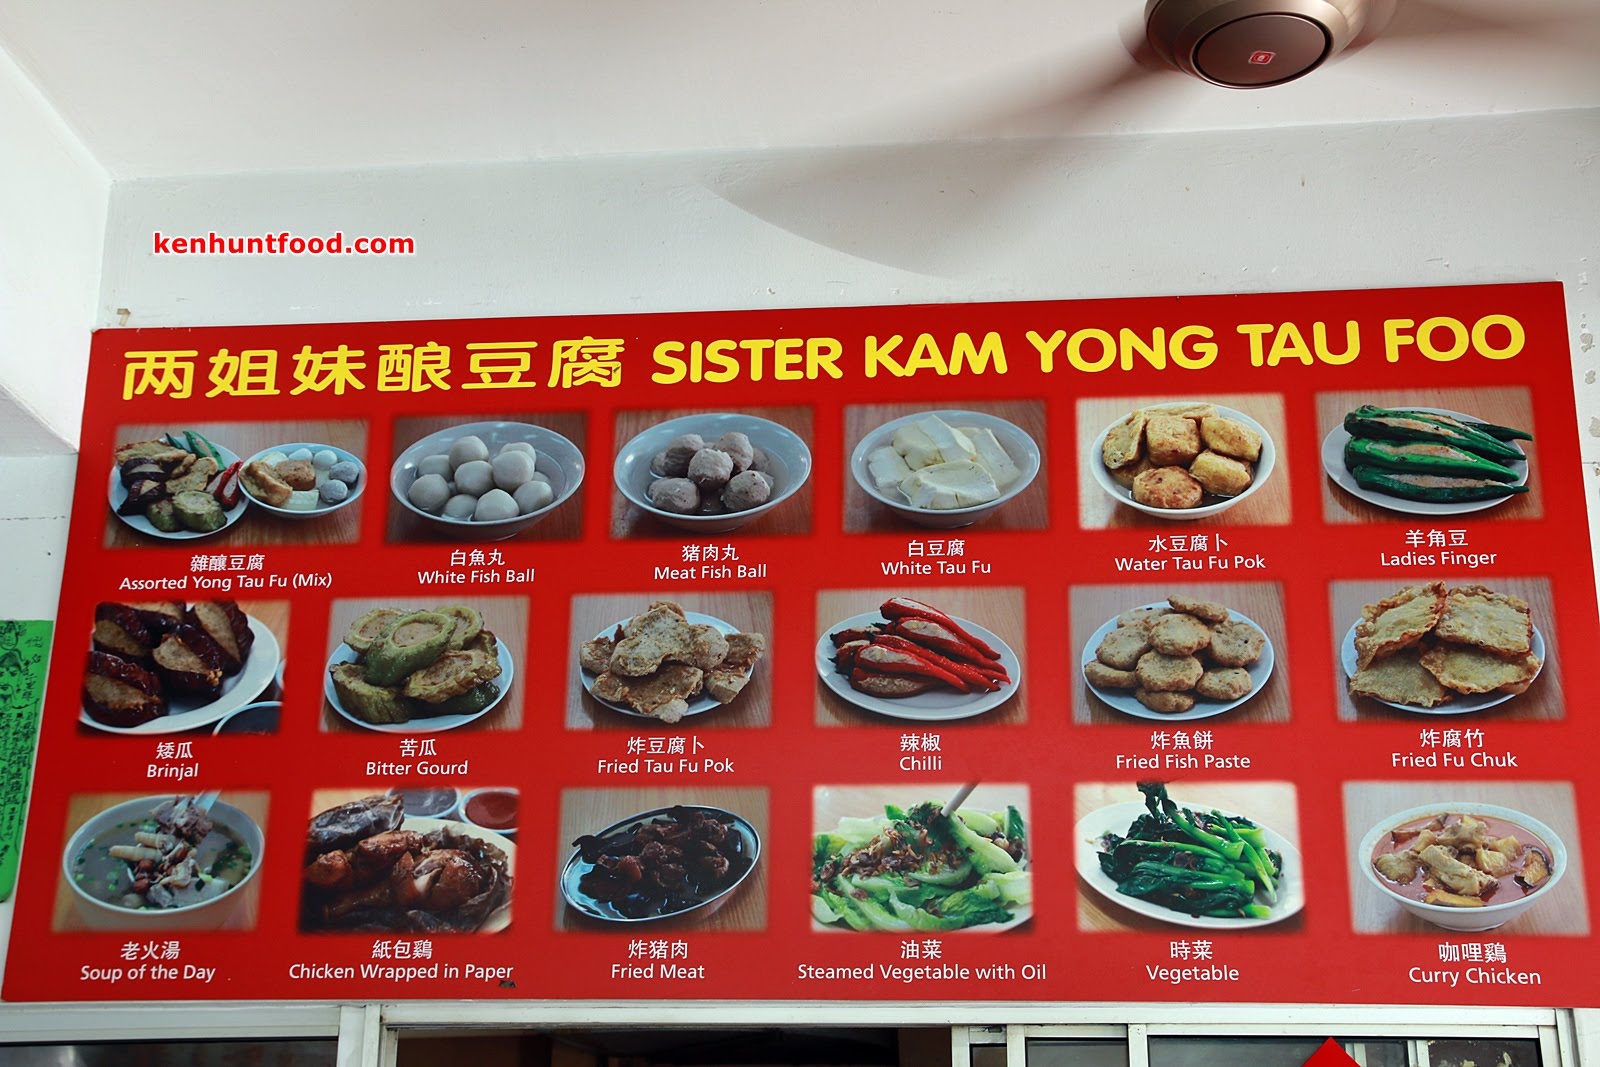 kenhuntfood.com
两姐妹酿豆腐 SISTER KAM YONG TAU FOO
雜釀豆腐
Assorted Yong Tau Fu (Mix)
白魚丸
White Fish Ball
豬肉丸
Meat Fish Ball
白豆腐
White Tau Fu
水豆腐卜
Water Tau Fu Pok
羊角豆
Ladies Finger
矮瓜
Brinjal
苦瓜
Bitter Gourd
炸豆腐卜
Fried Tau Fu Pok
辣椒
Chilli
炸魚餅
Fried Fish Paste
炸腐竹
Fried Fu Chuk
老火湯
Soup of the Day
紙包鷄
Chicken Wrapped in Paper
炸豬肉
Fried Meat
油菜
Steamed Vegetable with Oil
時菜
Vegetable
咖哩鷄
Curry Chicken